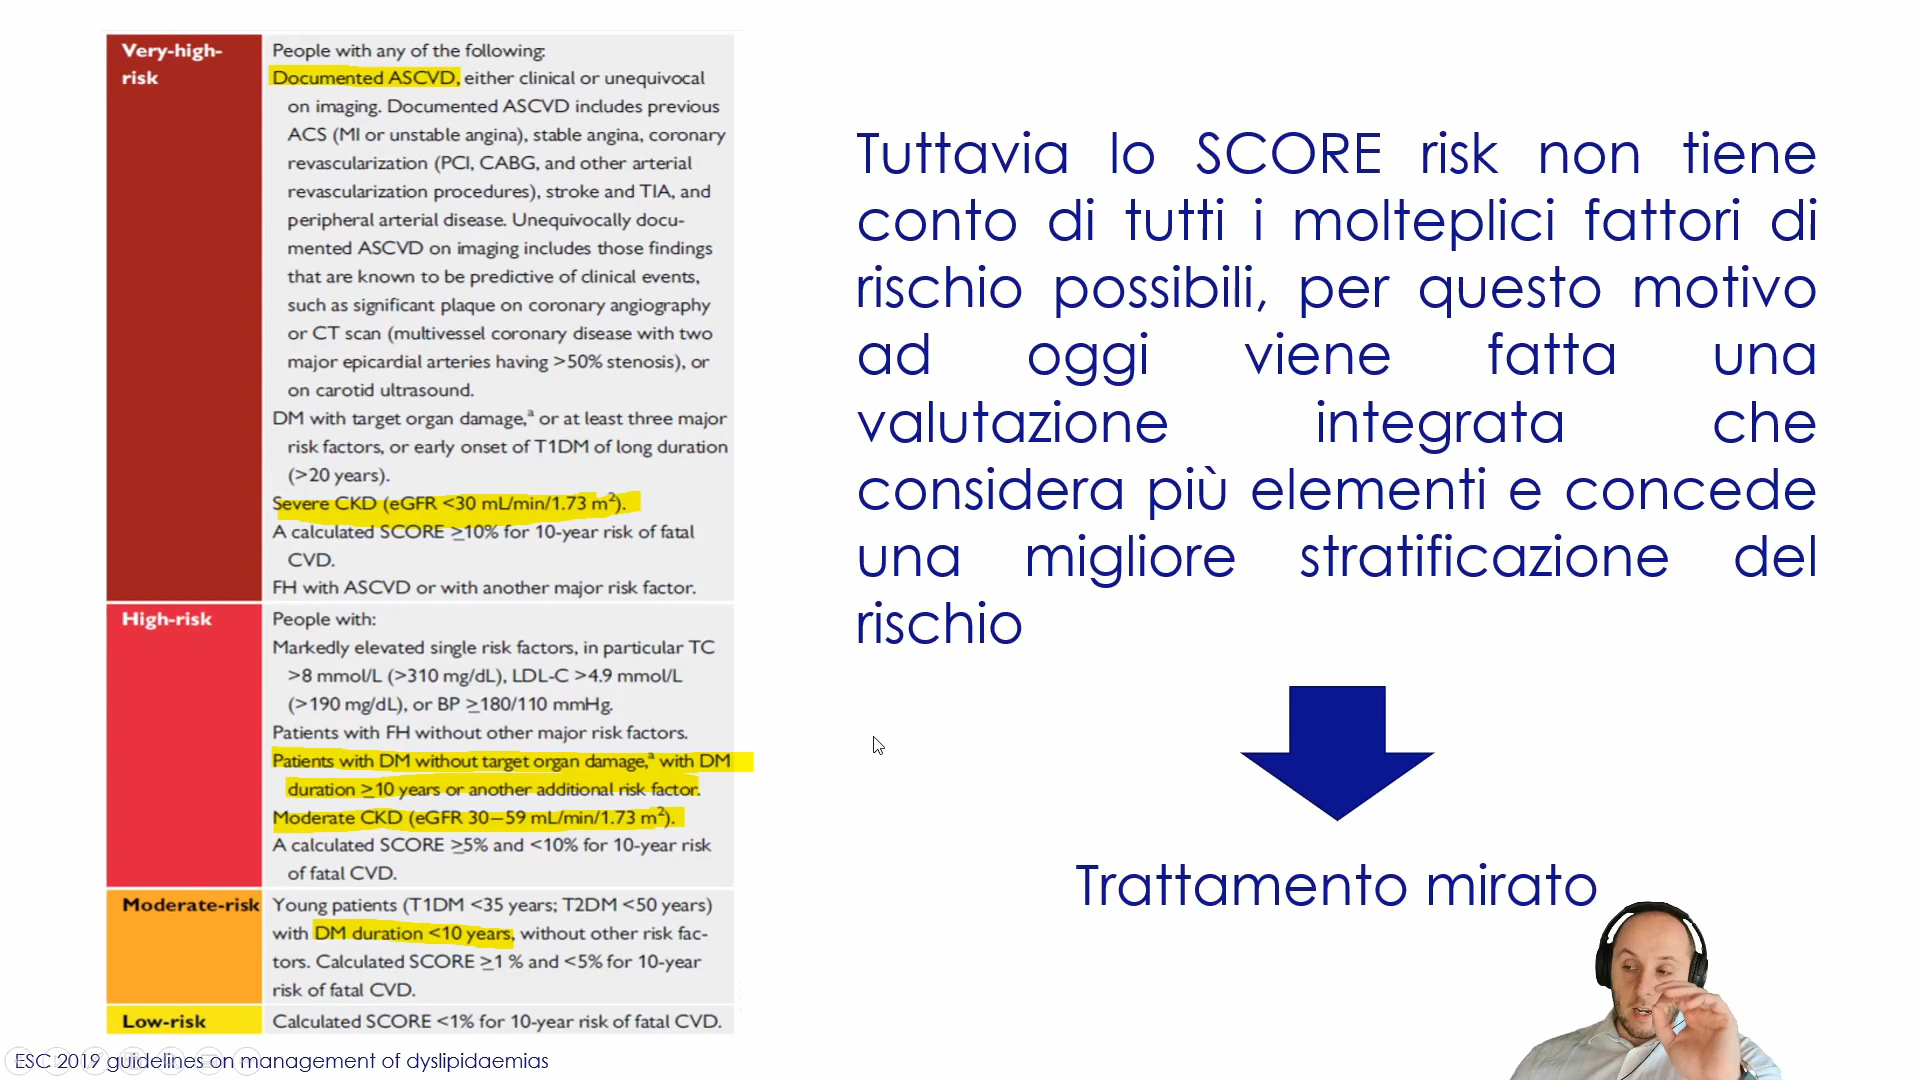 Very-high-
risk
People with any of the following:
Documented ASCVD, either clinical or unequivocal
on imaging. Documented ASCVD includes previous
ACS (MI or unstable angina), stable angina, coronary
revascularization (PCI, CABG, and other arterial
revascularization procedures), stroke and TIA, and
peripheral arterial disease. Unequivocally docu-
mented ASCVD on imaging includes those findings
that are known to be predictive of clinical events,
such as significant plaque on coronary angiography
or CT scan (multivessel coronary disease with two
major epicardial arteries having >50% stenosis), or
on carotid ultrasound.
DM with target organ damage,ᵃ or at least three major
risk factors, or early onset of T1DM of long duration
(>20 years).
Severe CKD (eGFR <30 mL/min/1.73 m²).
A calculated SCORE ≥10% for 10-year risk of fatal
CVD.
FH with ASCVD or with another major risk factor.
High-risk
People with:
Markedly elevated single risk factors, in particular TC
>8 mmol/L (>310 mg/dL), LDL-C >4.9 mmol/L
(>190 mg/dL), or BP ≥180/110 mmHg.
Patients with FH without other major risk factors.
Patients with DM without target organ damage,ᵃ with DM
duration ≥10 years or another additional risk factor.
Moderate CKD (eGFR 30–59 mL/min/1.73 m²).
A calculated SCORE ≥5% and <10% for 10-year risk
of fatal CVD.
Moderate-risk
Young patients (T1DM <35 years; T2DM <50 years)
with DM duration <10 years, without other risk fac-
tors. Calculated SCORE ≥1 % and <5% for 10-year
risk of fatal CVD.
Low-risk
Calculated SCORE <1% for 10-year risk of fatal CVD.
ESC 2019 guidelines on management of dyslipidaemias
Tuttavia lo SCORE risk non tiene
conto di tutti i molteplici fattori di
rischio possibili, per questo motivo
ad oggi viene fatta una
valutazione integrata che
considera più elementi e concede
una migliore stratificazione del
rischio
Trattamento mirato